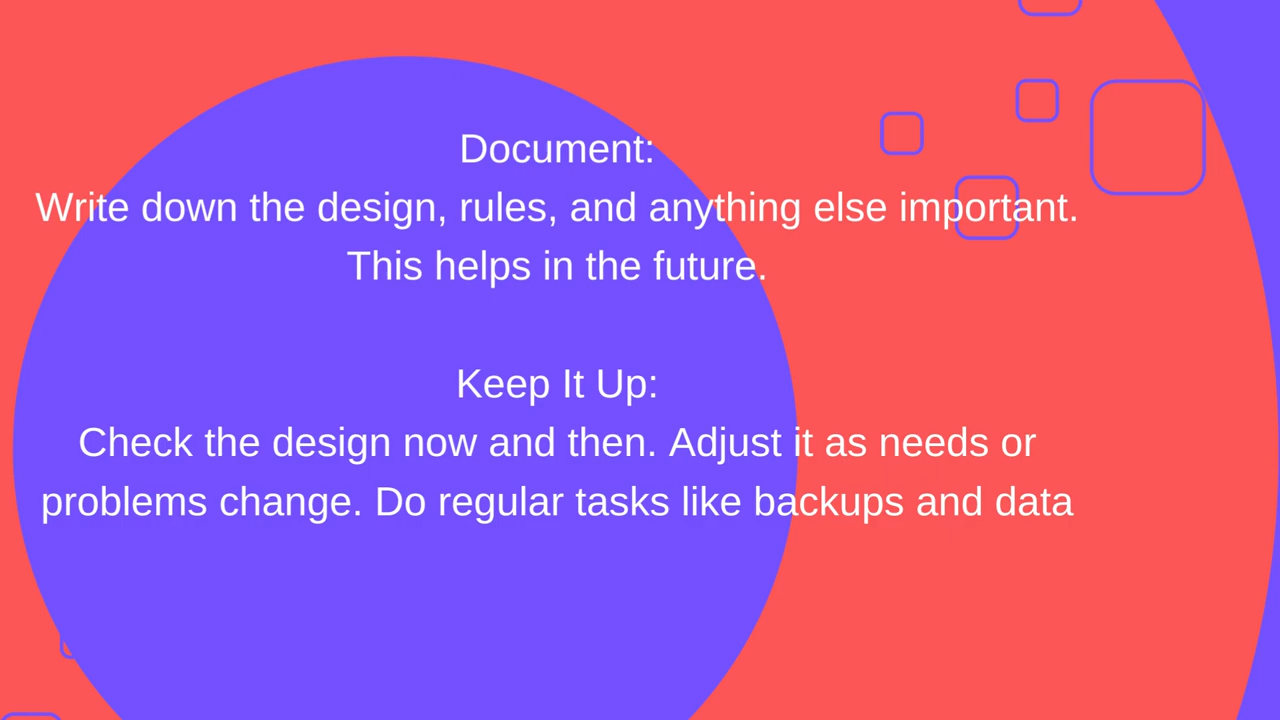 Document:
Write down the design, rules, and anything else important.
This helps in the future.
Keep It Up:
Check the design now and then. Adjust it as needs or
problems change. Do regular tasks like backups and data